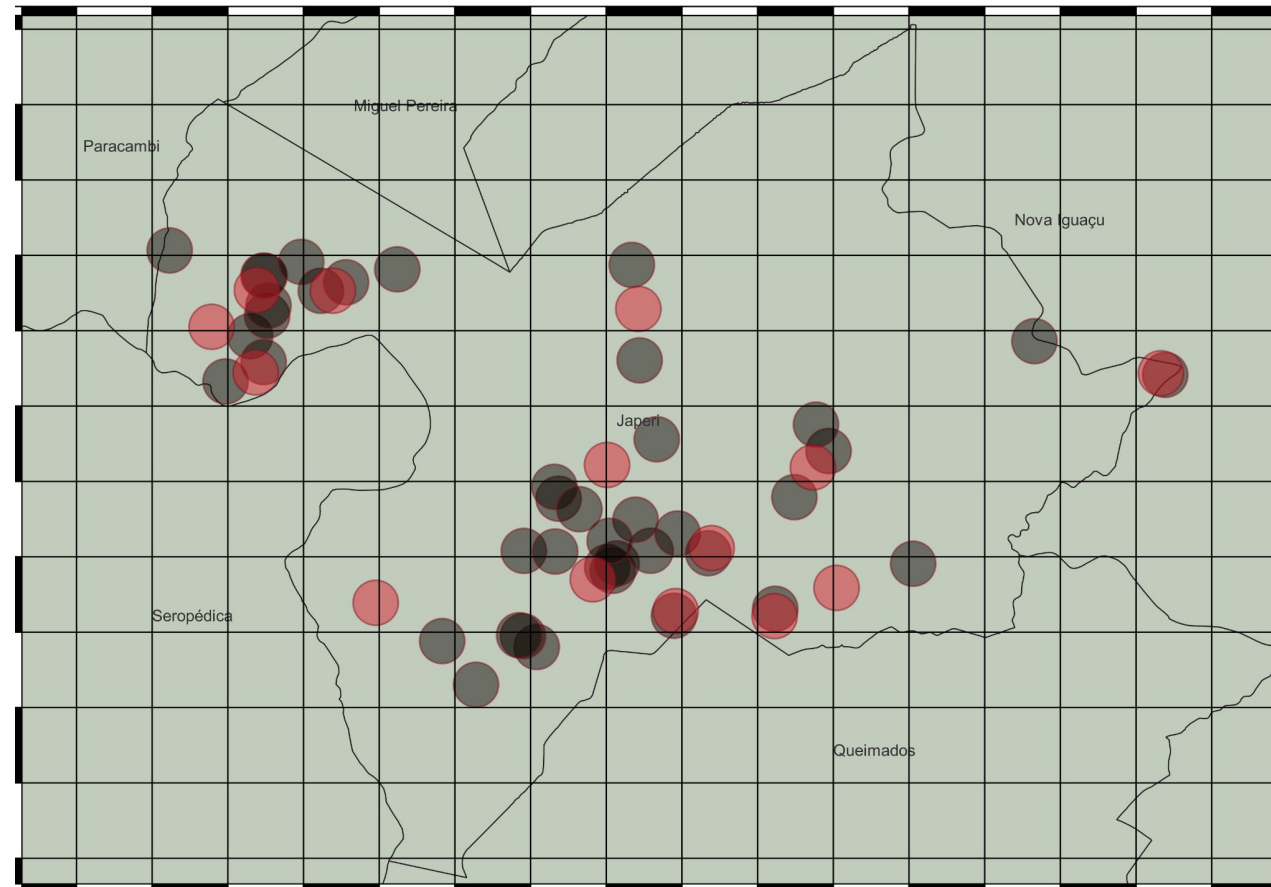 Miguel Pereira
Paracambi
Nova Iguaçu
Japeri
Seropédica
Queimados